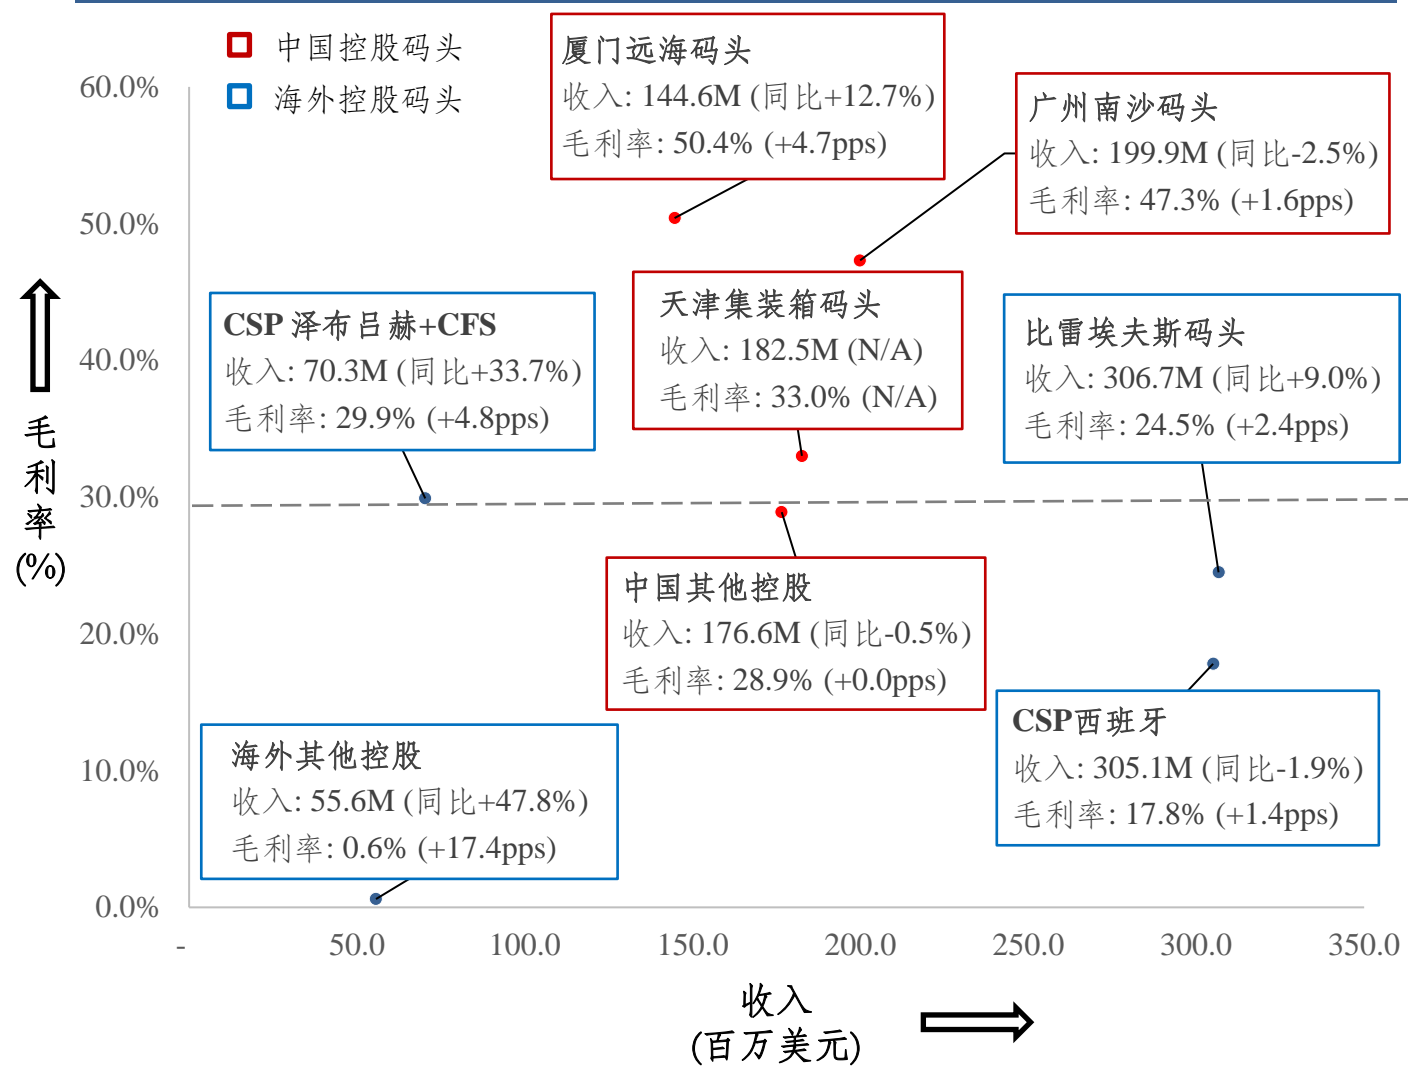 中国控股码头
海外控股码头
厦门远海码头
收入: 144.6M (同比+12.7%)
毛利率: 50.4% (+4.7pps)
广州南沙码头
收入: 199.9M (同比-2.5%)
毛利率: 47.3% (+1.6pps)
CSP 泽布吕赫+CFS
收入: 70.3M (同比+33.7%)
毛利率: 29.9% (+4.8pps)
天津集装箱码头
收入: 182.5M (N/A)
毛利率: 33.0% (N/A)
比雷埃夫斯码头
收入: 306.7M (同比+9.0%)
毛利率: 24.5% (+2.4pps)
中国其他控股
收入: 176.6M (同比-0.5%)
毛利率: 28.9% (+0.0pps)
CSP西班牙
收入: 305.1M (同比-1.9%)
毛利率: 17.8% (+1.4pps)
海外其他控股
收入: 55.6M (同比+47.8%)
毛利率: 0.6% (+17.4pps)
60.0%
50.0%
40.0%
30.0%
20.0%
10.0%
0.0%
毛
利
率
(%)
- 50.0 100.0 150.0 200.0 250.0 300.0 350.0
收入
(百万美元)